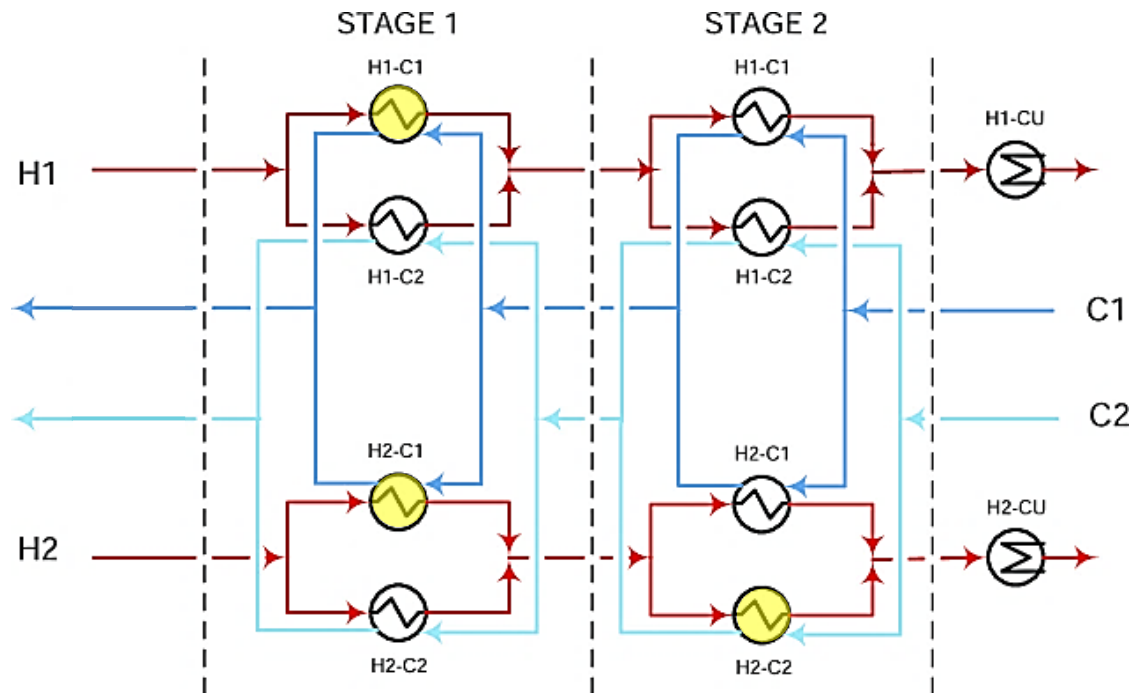 STAGE 1
STAGE 2
H1-C1
H1-C1
H1-CU
H1
H1-C2
H1-C2
C1
C2
H2-C1
H2-C1
H2-CU
H2
H2-C2
H2-C2